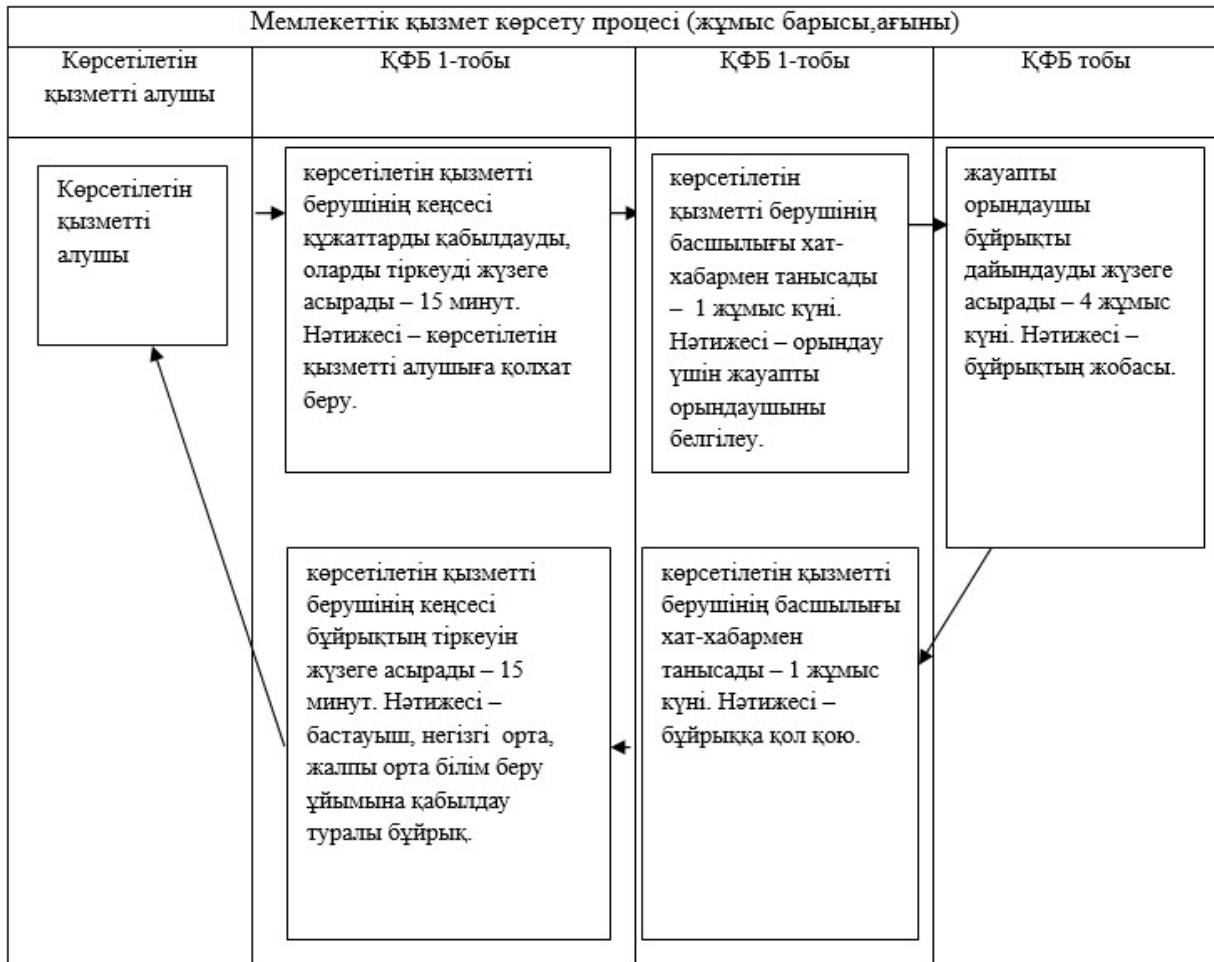 Мемлекеттік қызмет көрсету процесі (жұмыс барысы,ағыны)
Көрсетілетін
қызметті алушы
ҚФБ 1-тобы
ҚФБ 1-тобы
ҚФБ тобы
Көрсетілетін
қызметті
алушы
көрсетілетін қызметті
берушінің кеңсесі
құжаттарды қабылдауды,
оларды тіркеуді жүзеге
асырады – 15 минут.
Нәтижесі – көрсетілетін
қызметті алушыға қолхат
беру.
көрсетілетін
қызметті берушінің
басшылығы хат-
хабармен танысады
– 1 жұмыс күні.
Нәтижесі – орындау
үшін жауапты
орындаушыны
белгілеу.
жауапты
орындаушы
бұйрықты
дайындауды жүзеге
асырады – 4 жұмыс
күні. Нәтижесі –
бұйрықтың жобасы.
көрсетілетін қызметті
берушінің кеңсесі
бұйрықтың тіркеуін
жүзеге асырады – 15
минут. Нәтижесі –
бастауыш, негізгі орта,
жалпы орта білім беру
ұйымына қабылдау
туралы бұйрық.
көрсетілетін қызметті
берушінің басшылығы
хат-хабармен
танысады – 1 жұмыс
күні. Нәтижесі –
бұйрыққа қол қою.